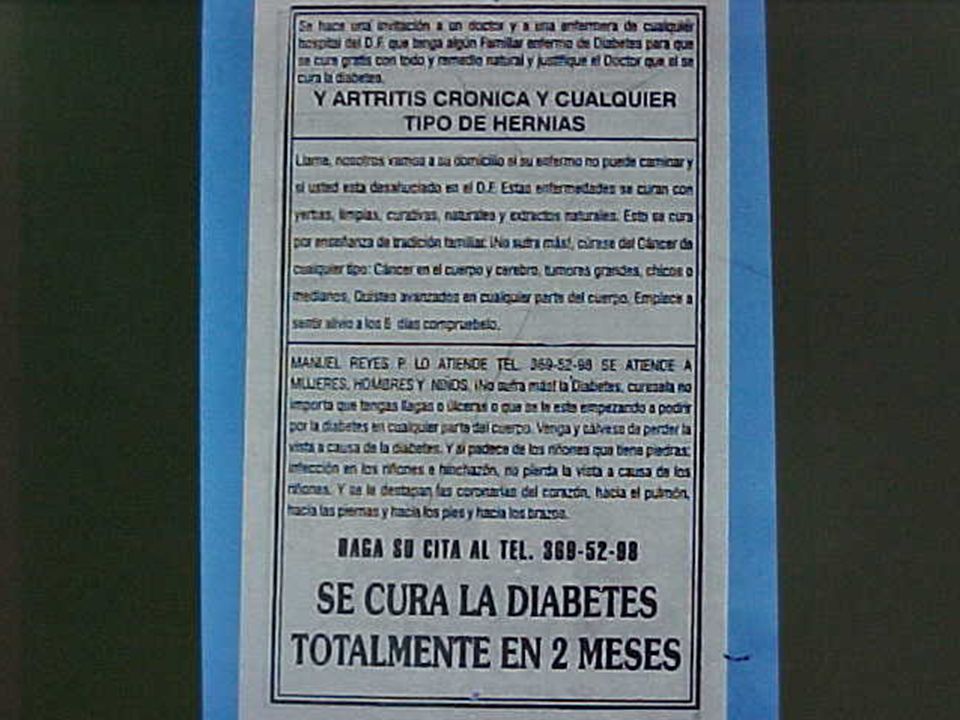 Se hace una invitación a un doctor y a una enfermera de cualquier
hospital del D.F. que tenga algún Familiar enfermo de Diabetes para que
se cure gratis con todo y remedio natural y justifique el Doctor que el se
cura la diabetes.
Y ARTRITIS CRONICA Y CUALQUIER
TIPO DE HERNIAS
Llame, nosotros vamos a su domicilio si su enfermo no puede caminar y
si usted esta desahuciado en el D.F. Estas enfermedades se curan con
yerbas, limpias, curativas, naturales y extractos naturales. Esto se cura
por enseñanza de tradición familiar. ¡No sufra más!, cúrese del Cáncer de
cualquier tipo: Cáncer en el cuerpo y cerebro, tumores grandes, chicos o
medianos, Quistes avanzados en cualquier parte del cuerpo. Empiece a
sentir alivio a los 6 dias compruebelo.
MANUEL REYES P. LO ATIENDE TEL. 369-52-98 SE ATIENDE A
MUJERES, HOMBRES Y NIÑOS. ¡No sufra más! la Diabetes, curesela no
importa que tengas llagas o úlceras o que se le este empezando a podrir
por la diabetes en cualquier parte del cuerpo. Venga y sálvese de perder la
vista a causa de la diabetes. Y si padece de los riñones que tiene piedras;
infección en los riñones e hinchazón, no pierda la vista a causa de los
riñones. Y se le destapan las coronarias del corazón, hacia el pulmón,
hacia las piernas y hacia los pies y hacia los brazos.
HAGA SU CITA AL TEL. 369-52-98
SE CURA LA DIABETES
TOTALMENTE EN 2 MESES